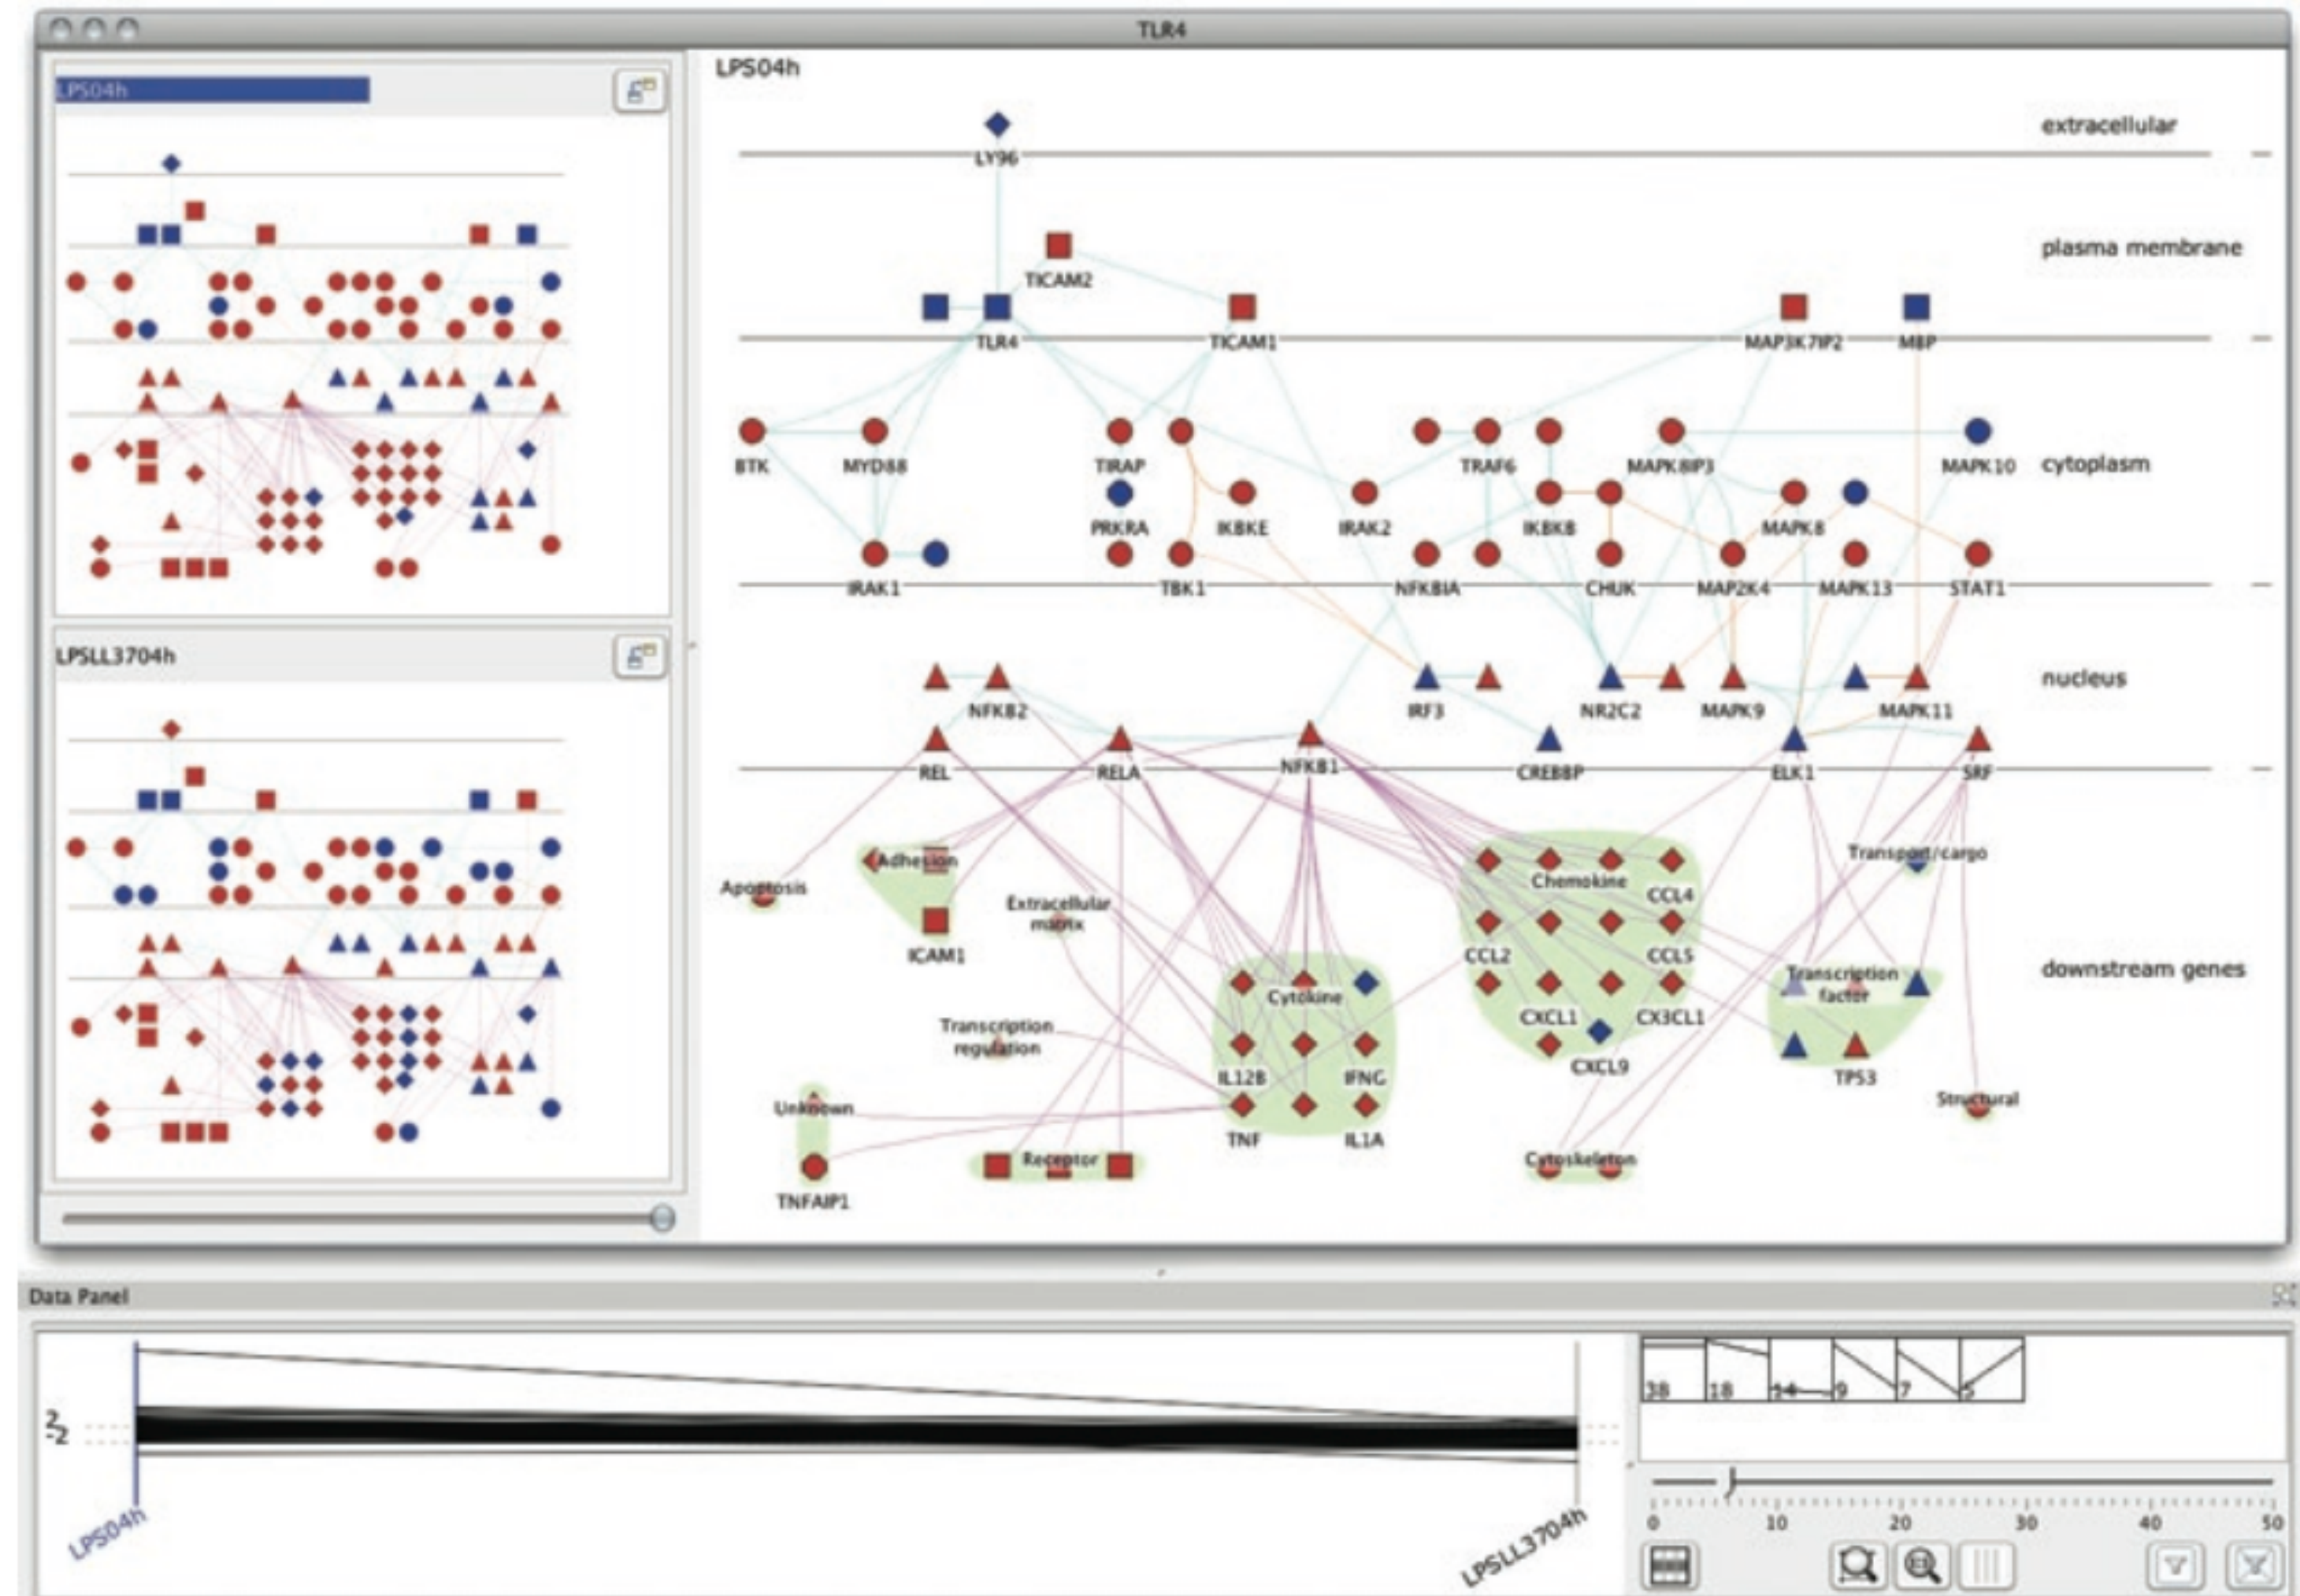 TLR4
LPS04h
LPS04h
extracellular
LY96
plasma membrane
TICAM2
TLR4
TICAM1
MAP3K7IP2
MBP
BTK
MYD88
TIRAP
TRAF6
MAPK8IP3
MAPK10
cytoplasm
PRKRA
IKBKE
IRAK2
IKBKB
MAPK8
IRAK1
TBK1
NFKBIA
CHUK
MAP2K4
MAPK13
STAT1
LPSLL3704h
nucleus
NFKB2
IRF3
NR2C2
MAPK9
MAPK11
REL
RELA
NFKB1
CREBBP
ELK1
SRF
Adhesion
Transport/cargo
Apoptosis
Chemokine
CCL4
Extracellular
matrix
ICAM1
CCL2
CCL5
downstream genes
Transcription
factor
Cytokine
CXCL1
CX3CL1
Transcription
regulation
CXCL9
IL12B
IFNG
TP53
Unknown
Structural
TNF
IL1A
Receptor
Cytoskeleton
TNFAIP1
Data Panel
2
-2
38 18 14 9 7 5
LPS04h
LPSLL3704h
0 10 20 30 40 50